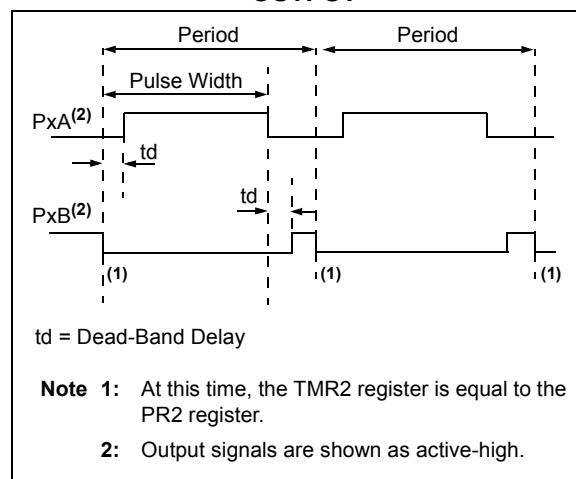 Period Period
Pulse Width
PxA(2)
td
td
PxB(2)
(1) (1) (1)
td = Dead-Band Delay
Note 1: At this time, the TMR2 register is equal to the
PR2 register.
2: Output signals are shown as active-high.